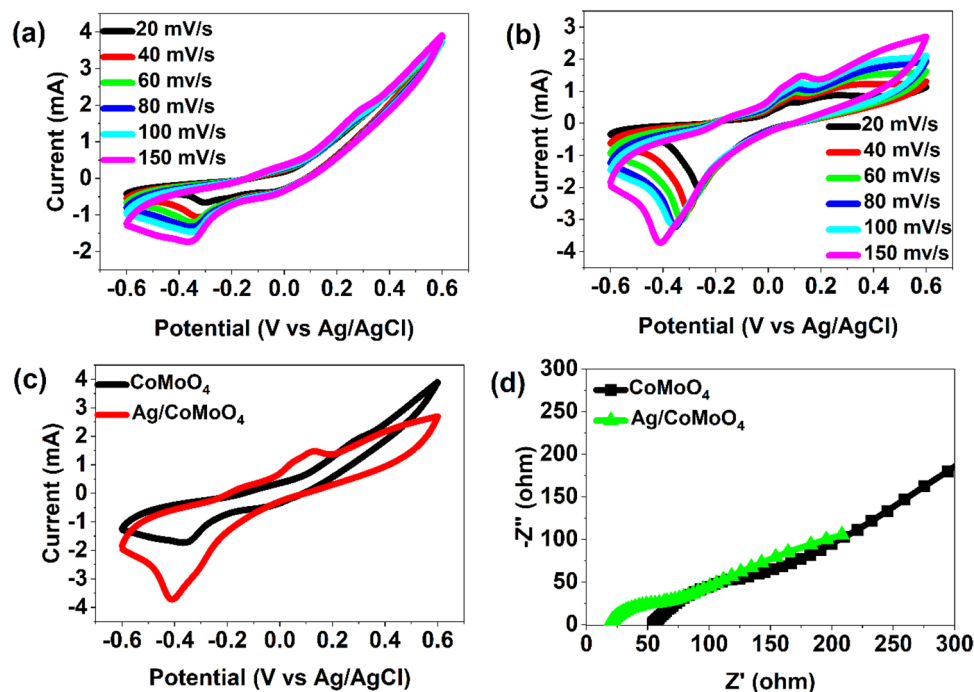 (a)
20 mV/s
40 mV/s
60 mv/s
80 mV/s
100 mV/s
150 mV/s
Current (mA)
4
3
2
1
0
-1
-2
-0.6 -0.4 -0.2 0.0 0.2 0.4 0.6
Potential (V vs Ag/AgCl)
(b)
20 mV/s
40 mV/s
60 mV/s
80 mV/s
100 mV/s
150 mv/s
Current (mA)
3
2
1
0
-1
-2
-3
-4
-0.6 -0.4 -0.2 0.0 0.2 0.4 0.6
Potential (V vs Ag/AgCl)
(c)
CoMoO₄
Ag/CoMoO₄
Current (mA)
4
3
2
1
0
-1
-2
-3
-4
-0.6 -0.4 -0.2 0.0 0.2 0.4 0.6
Potential (V vs Ag/AgCl)
(d)
CoMoO₄
Ag/CoMoO₄
-Z" (ohm)
-300
250
200
150
100
50
0
0 50 100 150 200 250 300
Z' (ohm)